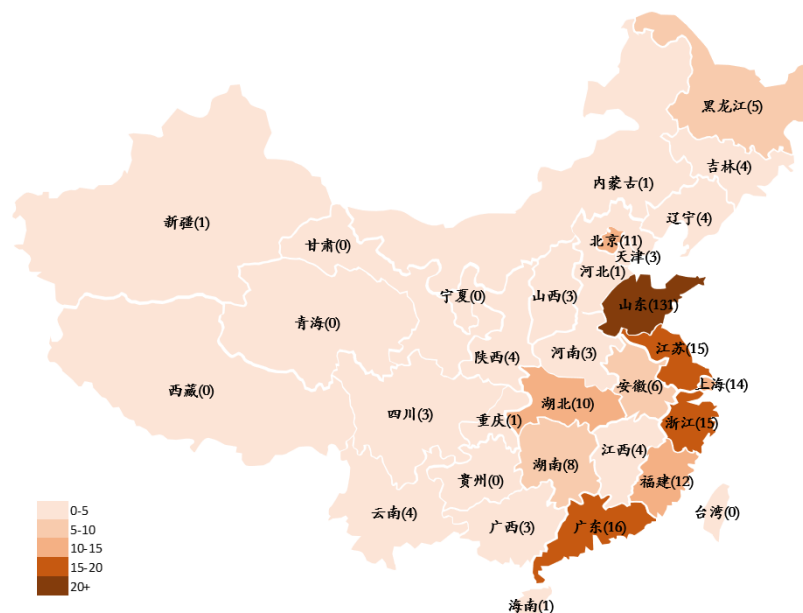 黑龙江(5)
吉林(4)
内蒙古(1)
辽宁(4)
新疆(1)
北京(11)
甘肃(0)
天津(3)
河北(1)
宁夏(0)
山西(3)
山东(131)
青海(0)
江苏(15)
河南(3)
陕西(4)
西藏(0)
安徽(6)
上海(14)
湖北(10)
四川(3)
重庆(1)
浙江(15)
江西(4)
湖南(8)
貴州(0)
福建(12)
云南(4)
台湾(0)
广西(3)
广东(16)
海南(1)
0-5
5-10
10-15
15-20
20+